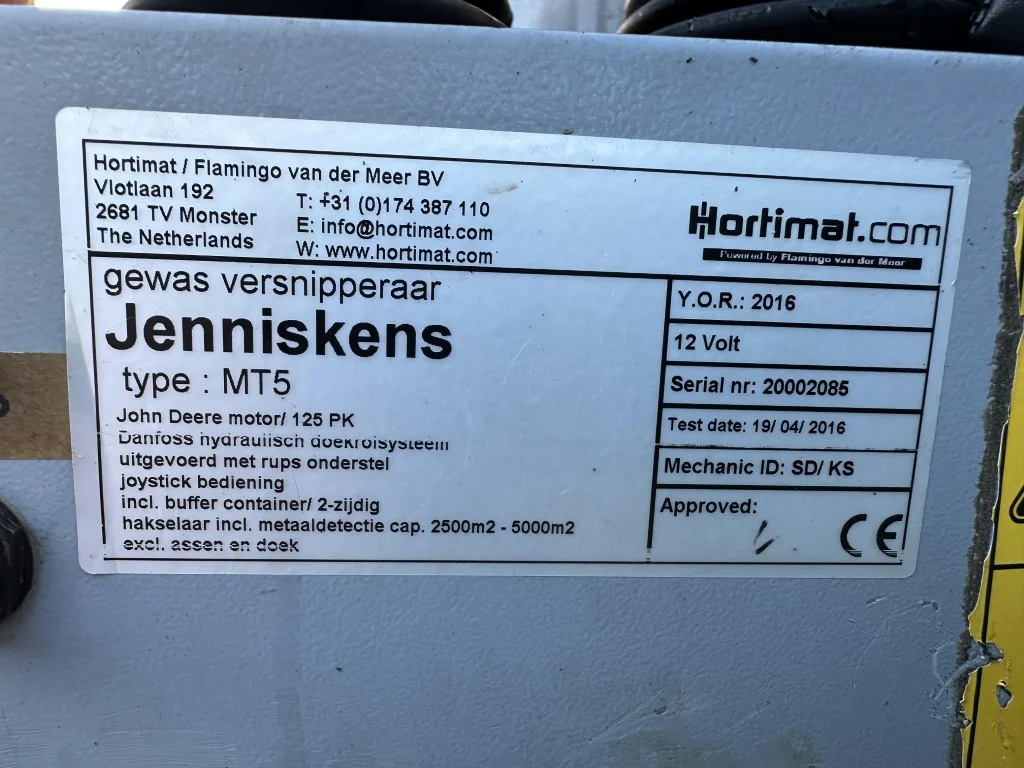 Hortimat / Flamingo van der Meer BV
Vlotlaan 192
2681 TV Monster
The Netherlands
T: +31 (0)174 387 110
E: info@hortimat.com
W: www.hortimat.com
Hortimat.com
Powered by Flamingo van der Meer
gewas versnipperaar
Jenniskens
type : MT5
John Deere motor/ 125 PK
Danfoss hydraulisch doekrolsysteem
uitgevoerd met rups onderstel
joystick bediening
incl. buffer container/ 2-zijdig
hakselaar incl. metaaldetectie cap. 2500m2 - 5000m2
excl. assen en doek
Y.O.R.: 2016
12 Volt
Serial nr: 20002085
Test date: 19/ 04/ 2016
Mechanic ID: SD/ KS
Approved:
CE